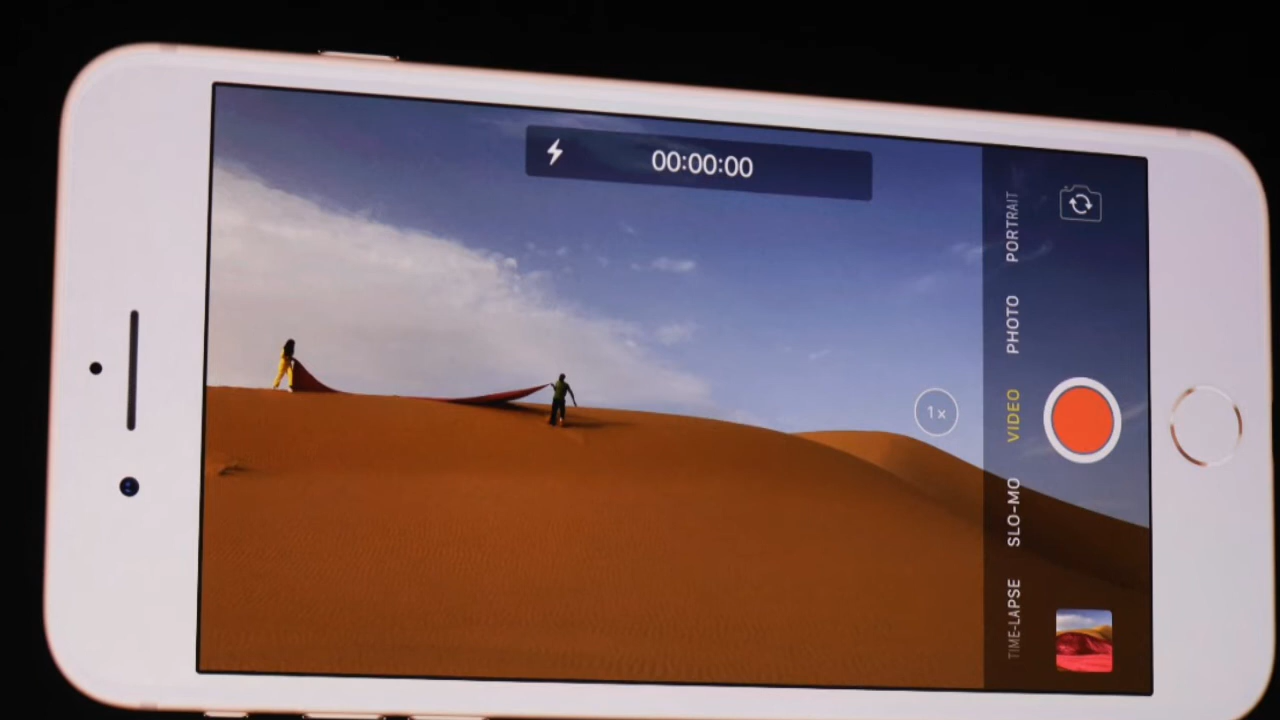 00:00:00
PORTRAIT
PHOTO
VIDEO
SLO-MO
TIME-LAPSE
1x